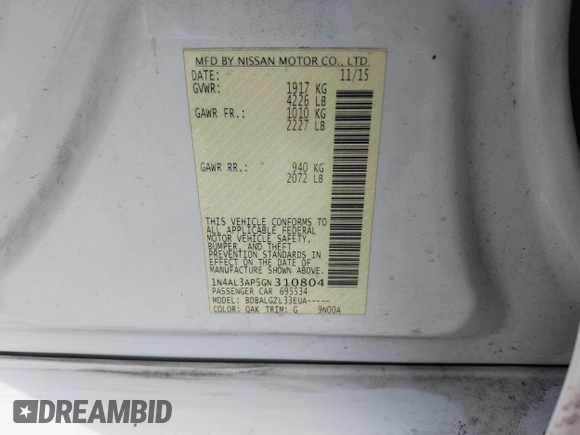 MFD BY NISSAN MOTOR CO., LTD
DATE: 11/15
GVWR: 1917 KG
4226 LB
GAWR FR.: 1010 KG
2227 LB
GAWR RR.: 940 KG
2072 LB
THIS VEHICLE CONFORMS TO
ALL APPLICABLE FEDERAL
MOTOR VEHICLE SAFETY,
BUMPER, AND THEFT
PREVENTION STANDARDS IN
EFFECT ON THE DATE OF
MANUFACTURE SHOWN ABOVE.
1N4AL3AP5GN310804
PASSENGER CAR 695534
MODEL: BDBALGZL33EUA-----
COLOR: QAK TRIM: G 9N00A
DREAMBID